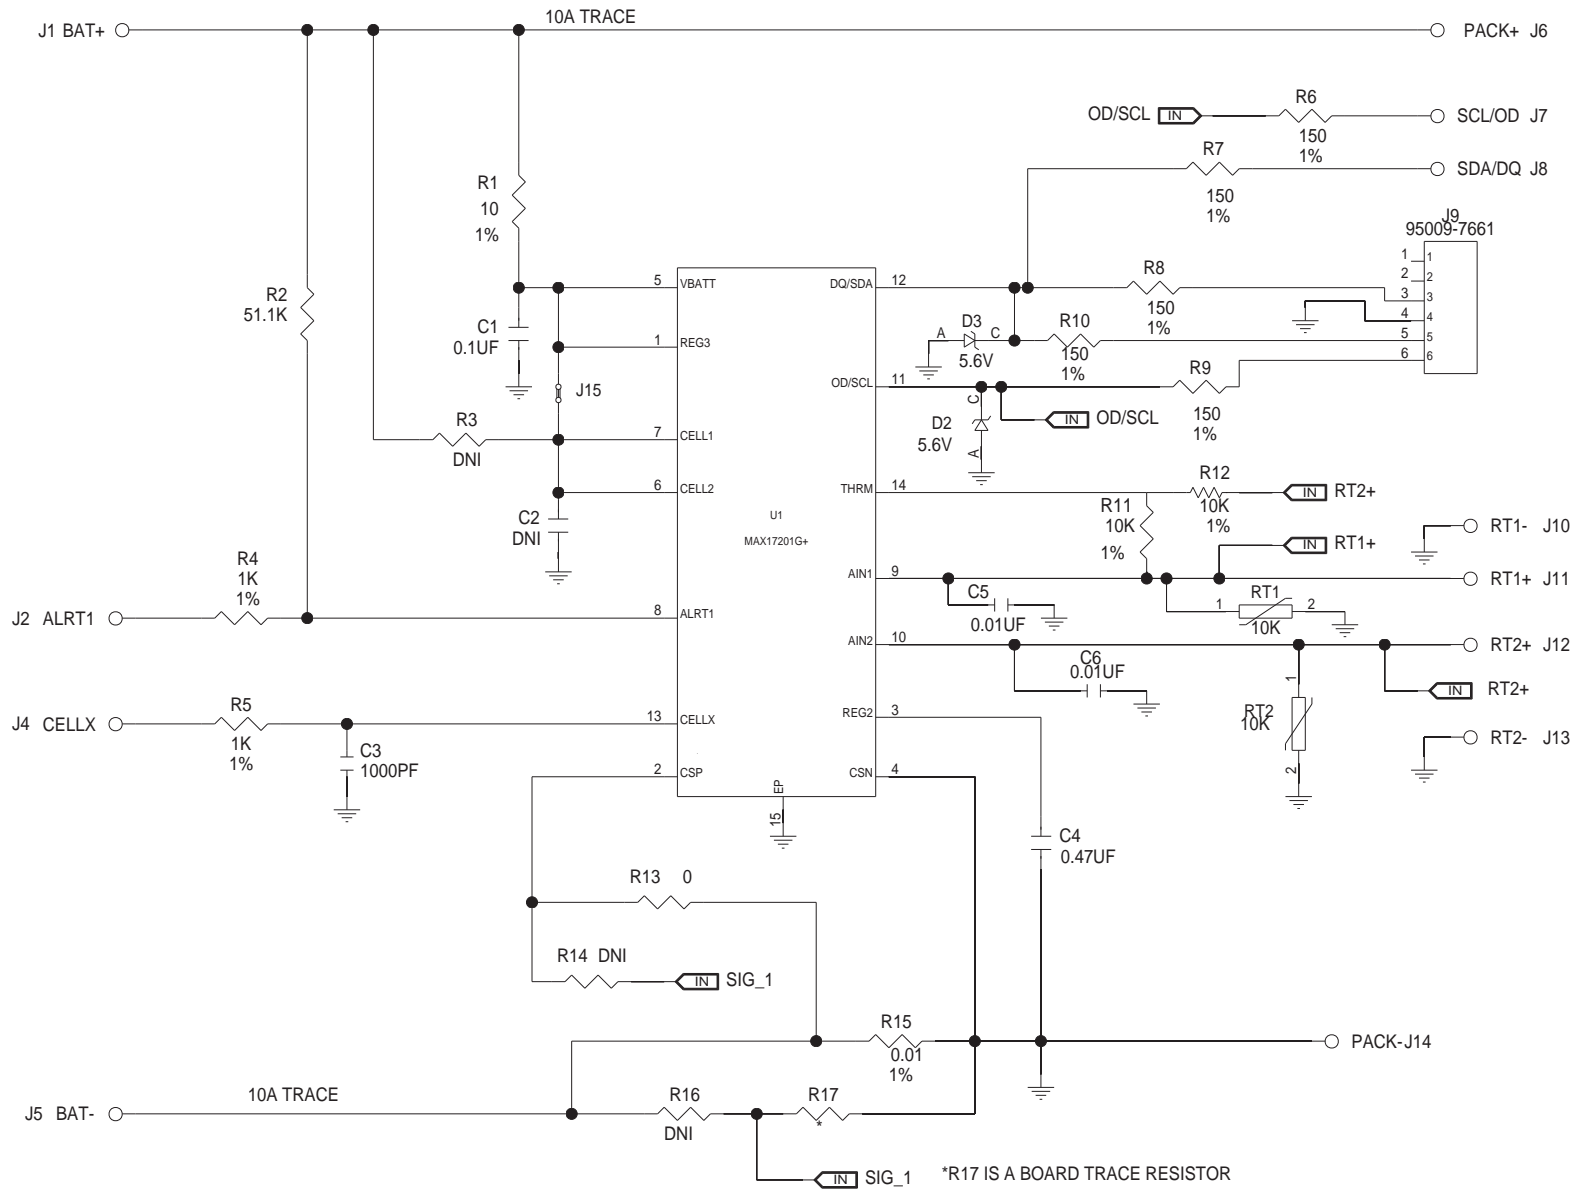 10A TRACE
J1 BAT+
PACK+ J6
OD/SCL IN
R6
150
1%
SCL/OD J7
R7
150
1%
SDA/DQ J8
R1
10
1%
J9
95009-7661
1 1
2 2
3 3
4 4
5 5
6 6
R2
51.1K
C1
0.1UF
J15
R3
DNI
C2
DNI
5 VBATT
1 REG3
7 CELL1
6 CELL2
8 ALRT1
13 CELLX
2 CSP
U1
MAX17201G+
EP
15
DQ/SDA 12
OD/SCL 11
THRM 14
AIN1 9
AIN2 10
REG2 3
CSN 4
R8
150
1%
A D3 C
5.6V
R10
150
1%
R9
150
1%
C
D2
5.6V
A
IN OD/SCL
R12
10K
1%
IN RT2+
R11
10K
1%
IN RT1+
RT1- J10
RT1+ J11
C5
0.01UF
1 RT1 2
10K
RT2+ J12
C6
0.01UF
IN RT2+
1
RT2
10K
2
RT2- J13
R4
1K
1%
J2 ALRT1
R5
1K
1%
J4 CELLX
C3
1000PF
C4
0.47UF
R13 0
R14 DNI
IN SIG_1
R15
0.01
1%
PACK- J14
10A TRACE
J5 BAT-
R16
DNI
R17
*
IN SIG_1
*R17 IS A BOARD TRACE RESISTOR